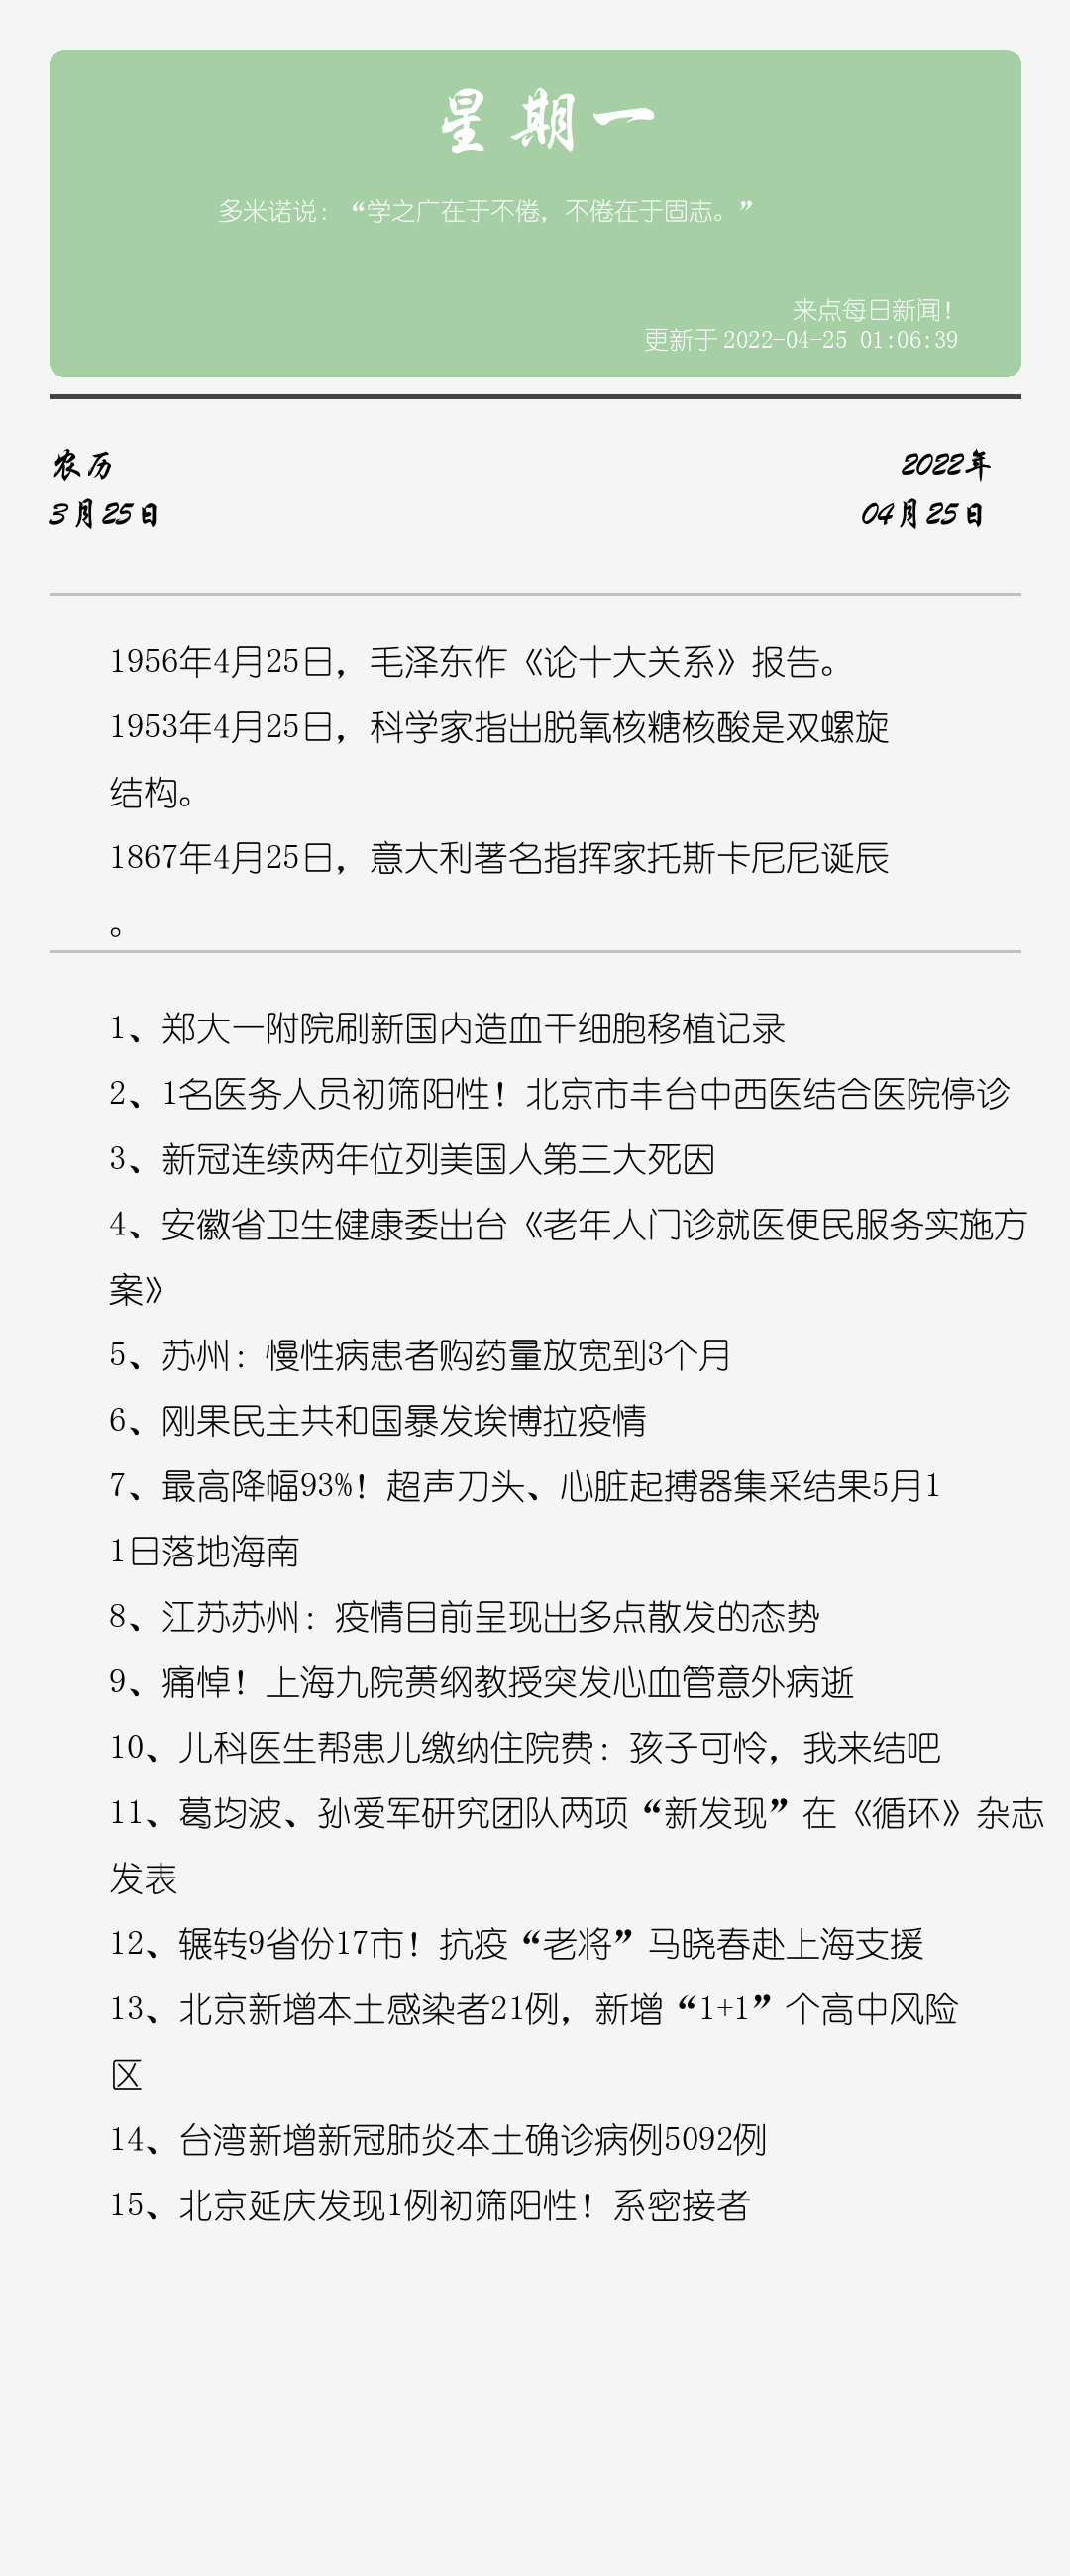 星期一
多米诺说：“学之广在于不倦，不倦在于固志。”
来点每日新闻！
更新于2022-04-25 01:06:39
农历
2022年
3月25日
04月25日
1956年4月25日，毛泽东作《论十大关系》报告。
1953年4月25日，科学家指出脱氧核糖核酸是双螺旋
结构。
1867年4月25日，意大利著名指挥家托斯卡尼尼诞辰
。
1、郑大一附院刷新国内造血干细胞移植记录
2、1名医务人员初筛阳性！北京市丰台中西医结合医院停诊
3、新冠连续两年位列美国人第三大死因
4、安徽省卫生健康委出台《老年人门诊就医便民服务实施方
案》
5、苏州：慢性病患者购药量放宽到3个月
6、刚果民主共和国暴发埃博拉疫情
7、最高降幅93%！超声刀头、心脏起搏器集采结果5月1
1日落地海南
8、江苏苏州：疫情目前呈现出多点散发的态势
9、痛悼！上海九院蒉纲教授突发心血管意外病逝
10、儿科医生帮患儿缴纳住院费：孩子可怜，我来结吧
11、葛均波、孙爱军研究团队两项“新发现”在《循环》杂志
发表
12、辗转9省份17市！抗疫“老将”马晓春赴上海支援
13、北京新增本土感染者21例，新增“1+1”个高中风险
区
14、台湾新增新冠肺炎本土确诊病例5092例
15、北京延庆发现1例初筛阳性！系密接者